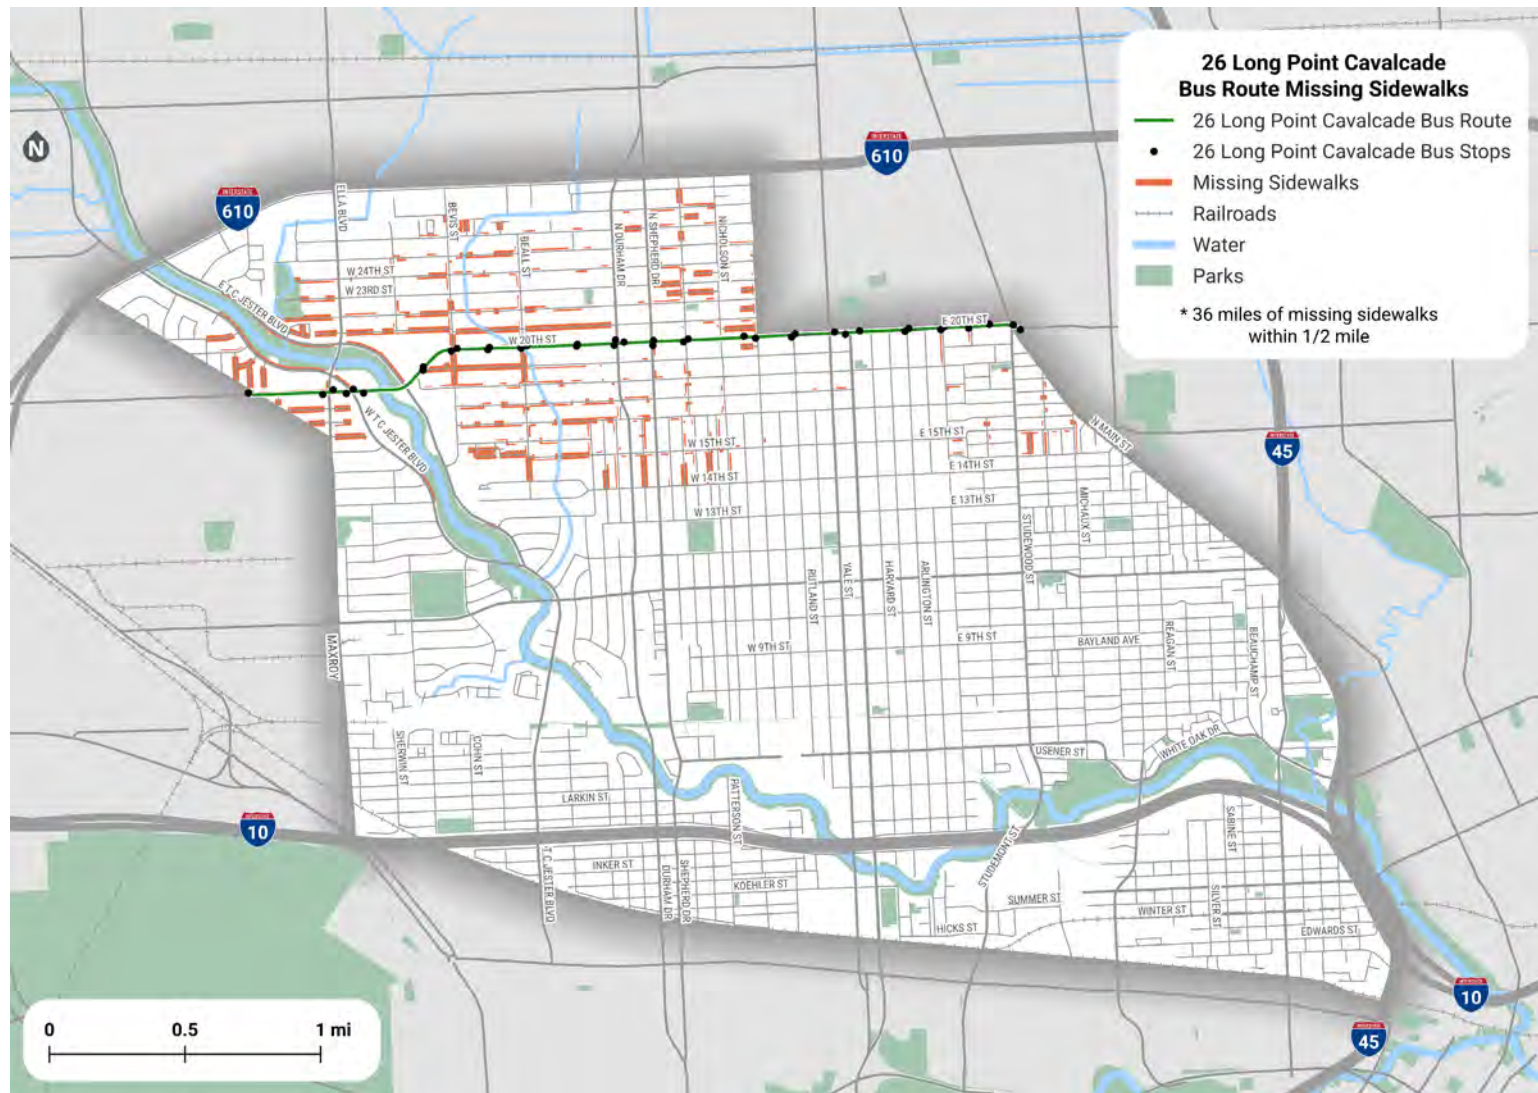 26 Long Point Cavalcade
Bus Route Missing Sidewalks
26 Long Point Cavalcade Bus Route
26 Long Point Cavalcade Bus Stops
Missing Sidewalks
Railroads
Water
Parks
* 36 miles of missing sidewalks
within 1/2 mile
N
INTERSTATE
610
INTERSTATE
610
ELLA BLVD
BEVIS ST
BEALL ST
N DURHAM DR
N SHEPHERD DR
NICHOLSON ST
W 24TH ST
W 23RD ST
E T C JESTER BLVD
W 20TH ST
E 20TH ST
W T C JESTER BLVD
W 15TH ST
E 15TH ST
N MAIN ST
45
W 14TH ST
E 14TH ST
W 13TH ST
E 13TH ST
MICHAUX ST
STUDEWOOD ST
RUTLAND ST
YALE ST
HARVARD ST
ARLINGTON ST
MAXROY
W 9TH ST
E 9TH ST
BAYLAND AVE
REAGAN ST
BEAUCHAMP ST
SHERWIN ST
COHN ST
USENER ST
WHITE OAK DR
LARKIN ST
PATTERSON ST
10
SABINE ST
STUDEMONT ST
T C JESTER BLVD
INKER ST
DURHAM DR
SHEPHERD DR
KOEHLER ST
SUMMER ST
WINTER ST
SILVER ST
HICKS ST
EDWARDS ST
10
45
0
0.5
1 mi